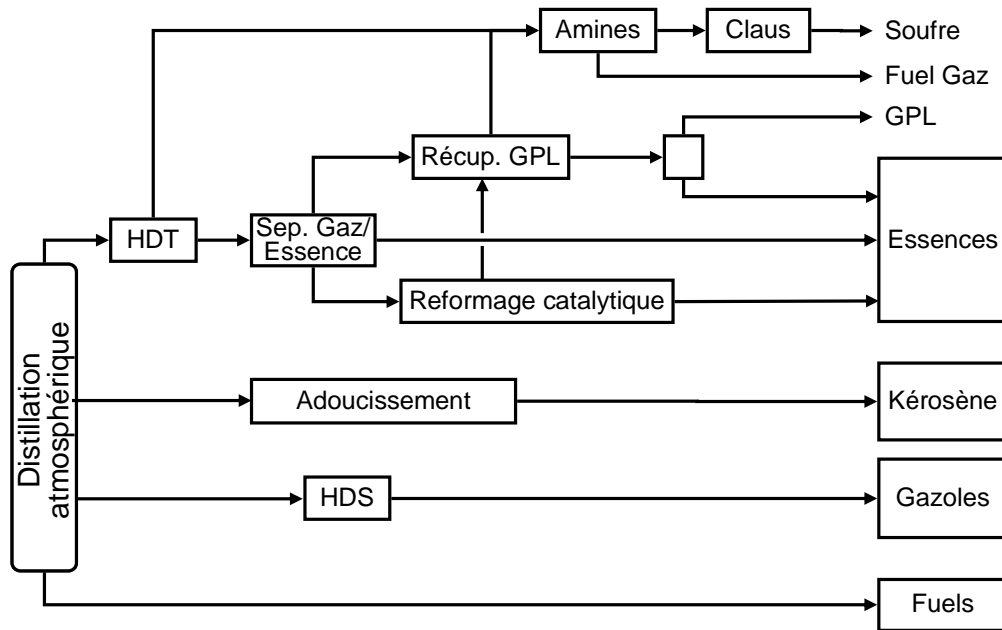 Amines
Claus
Soufre
Fuel Gaz
GPL
Récup. GPL
HDT
Sep. Gaz/
Essence
Essences
Reformage catalytique
Distillation
atmosphérique
Adoucissement
Kérosène
HDS
Gazoles
Fuels